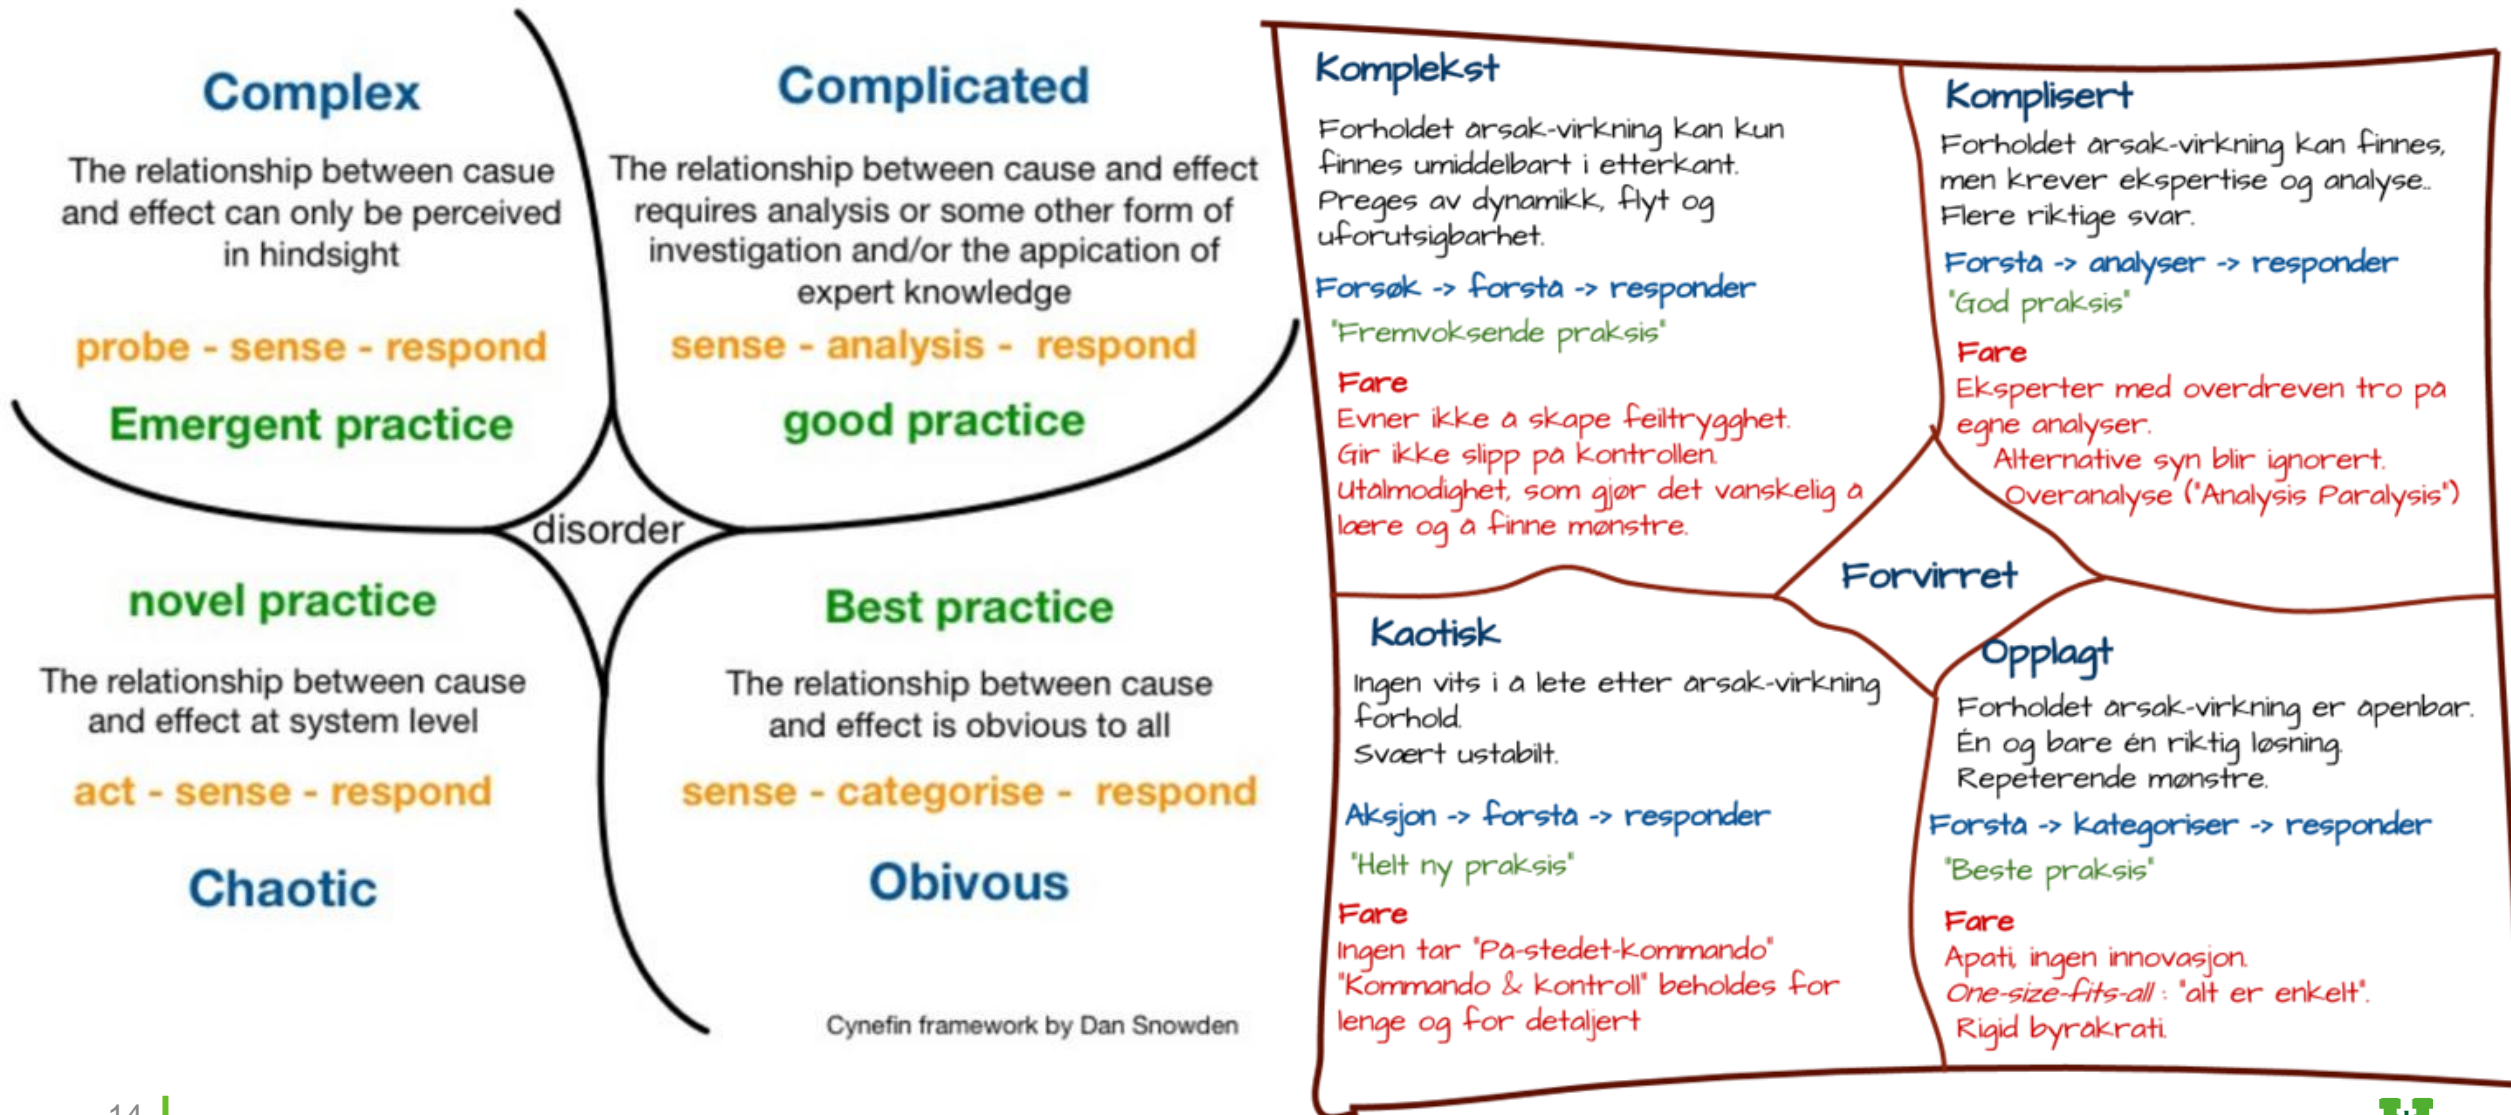 Complex
The relationship between casue
and effect can only be perceived
in hindsight
probe - sense - respond
Emergent practice
Complicated
The relationship between cause and effect
requires analysis or some other form of
investigation and/or the appication of
expert knowledge
sense - analysis - respond
good practice
disorder
novel practice
The relationship between cause
and effect at system level
act - sense - respond
Chaotic
Best practice
The relationship between cause
and effect is obvious to all
sense - categorise - respond
Obivous
Cynefin framework by Dan Snowden
14
Komplekst
Forholdet årsak-virkning kan kun
finnes umiddelbart i etterkant.
Preges av dynamikk, flyt og
uforutsigbarhet.
Forsøk -> forstå -> responder
"Fremvoksende praksis"
Fare
Evner ikke å skape feiltrygghet.
Gir ikke slipp på kontrollen.
Utålmodighet, som gjør det vanskelig å
lære og å finne mønstre.
Komplisert
Forholdet årsak-virkning kan finnes,
men krever ekspertise og analyse..
Flere riktige svar.
Forstå -> analyser -> responder
"God praksis"
Fare
Eksperter med overdreven tro på
egne analyser.
Alternative syn blir ignorert.
Overanalyse ("Analysis Paralysis")
Forvirret
Kaotisk
Ingen vits i å lete etter årsak-virkning
forhold.
Svært ustabilt.
Aksjon -> forstå -> responder
"Helt ny praksis"
Fare
Ingen tar "På-stedet-kommando"
"Kommando & kontroll" beholdes for
lenge og for detaljert
Opplagt
Forholdet årsak-virkning er åpenbar.
Én og bare én riktig løsning.
Repeterende mønstre.
Forstå -> kategoriser -> responder
"Beste praksis"
Fare
Apati, ingen innovasjon.
One-size-fits-all : "alt er enkelt".
Rigid byråkrati.